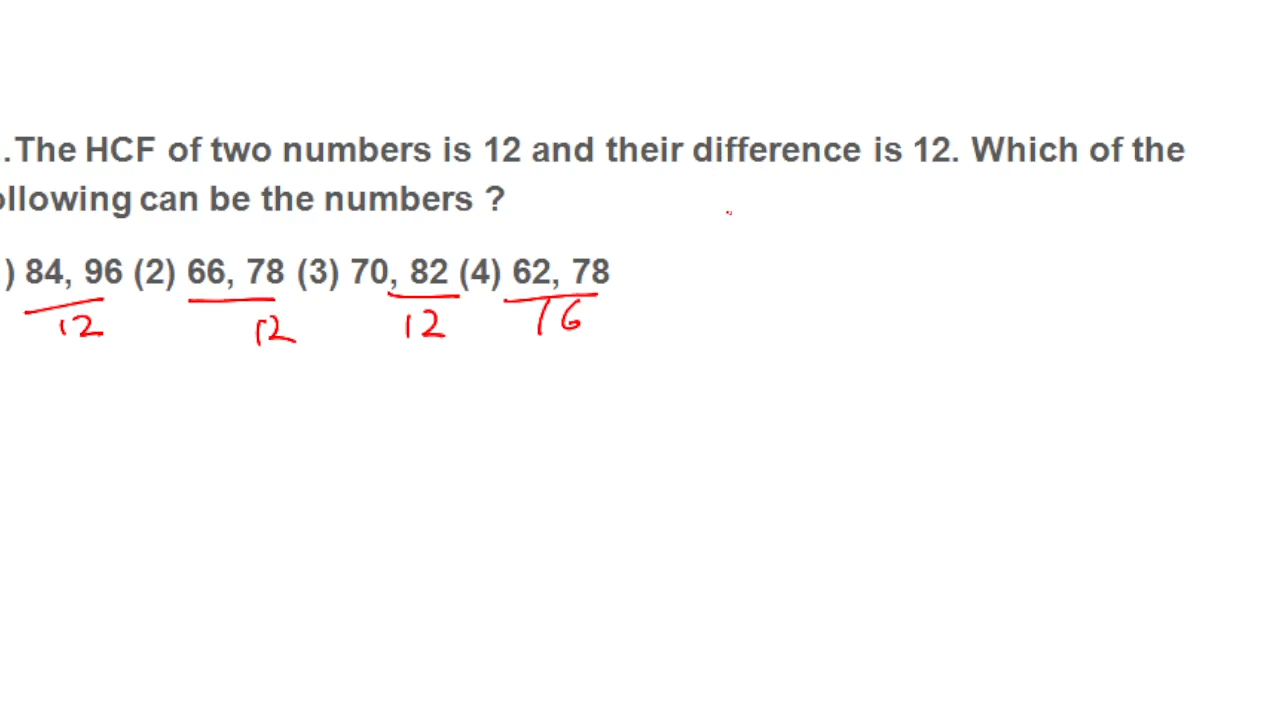 .The HCF of two numbers is 12 and their difference is 12. Which of the
ollowing can be the numbers ?
) 84, 96 (2) 66, 78 (3) 70, 82 (4) 62, 78
12 12 12 16